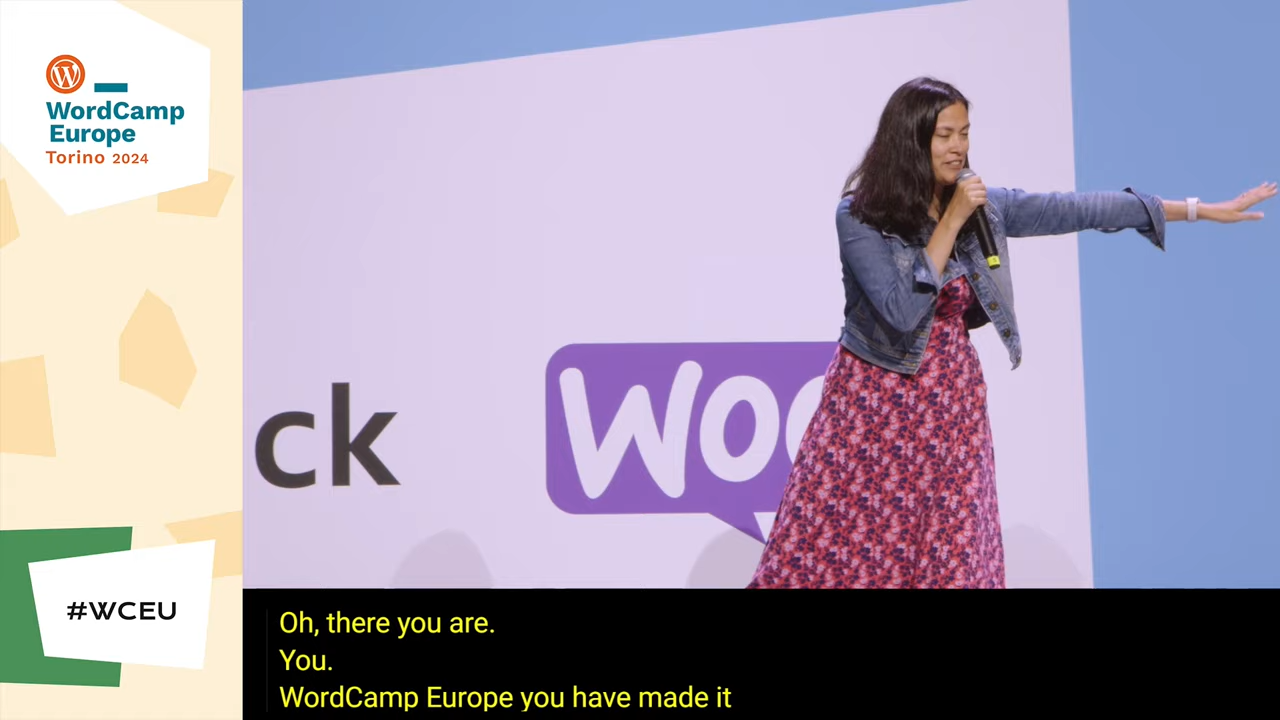 WordCamp
Europe
Torino 2024
ck
Woo
#WCEU
Oh, there you are.
You.
WordCamp Europe you have made it